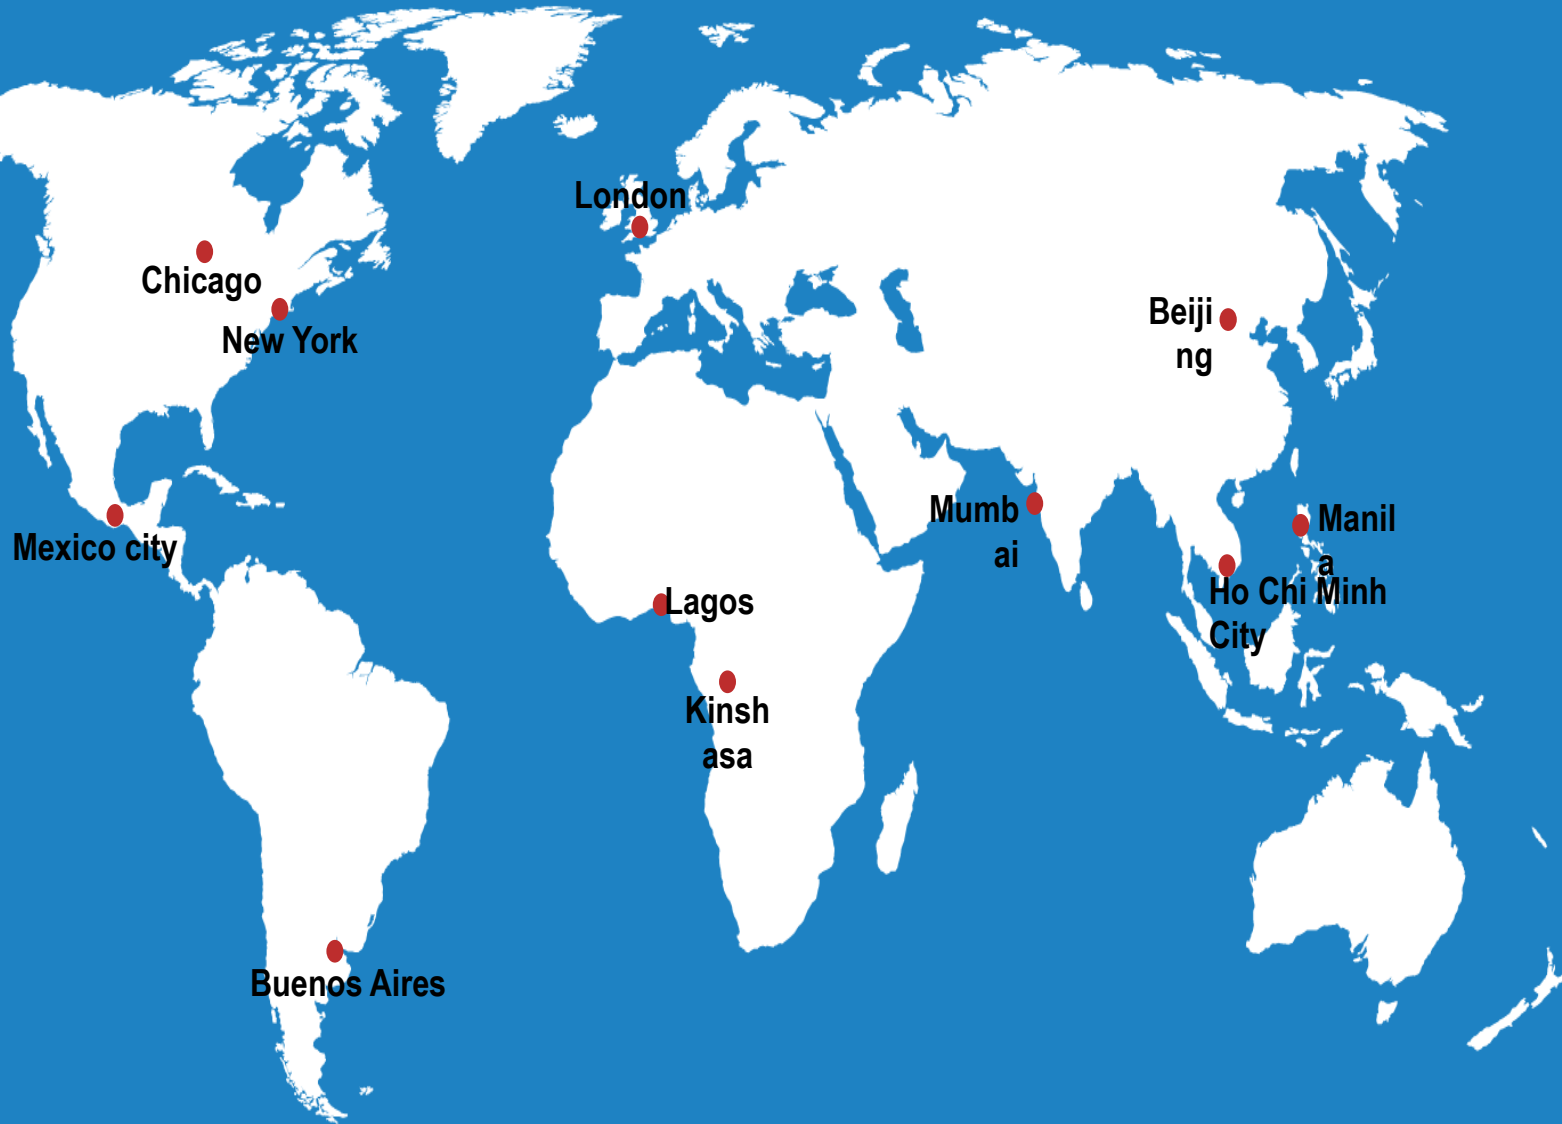 London
Chicago
New York
Beiji
ng
Mumb
ai
Manil
a
Mexico city
Ho Chi Minh
City
Lagos
Kinsh
asa
Buenos Aires